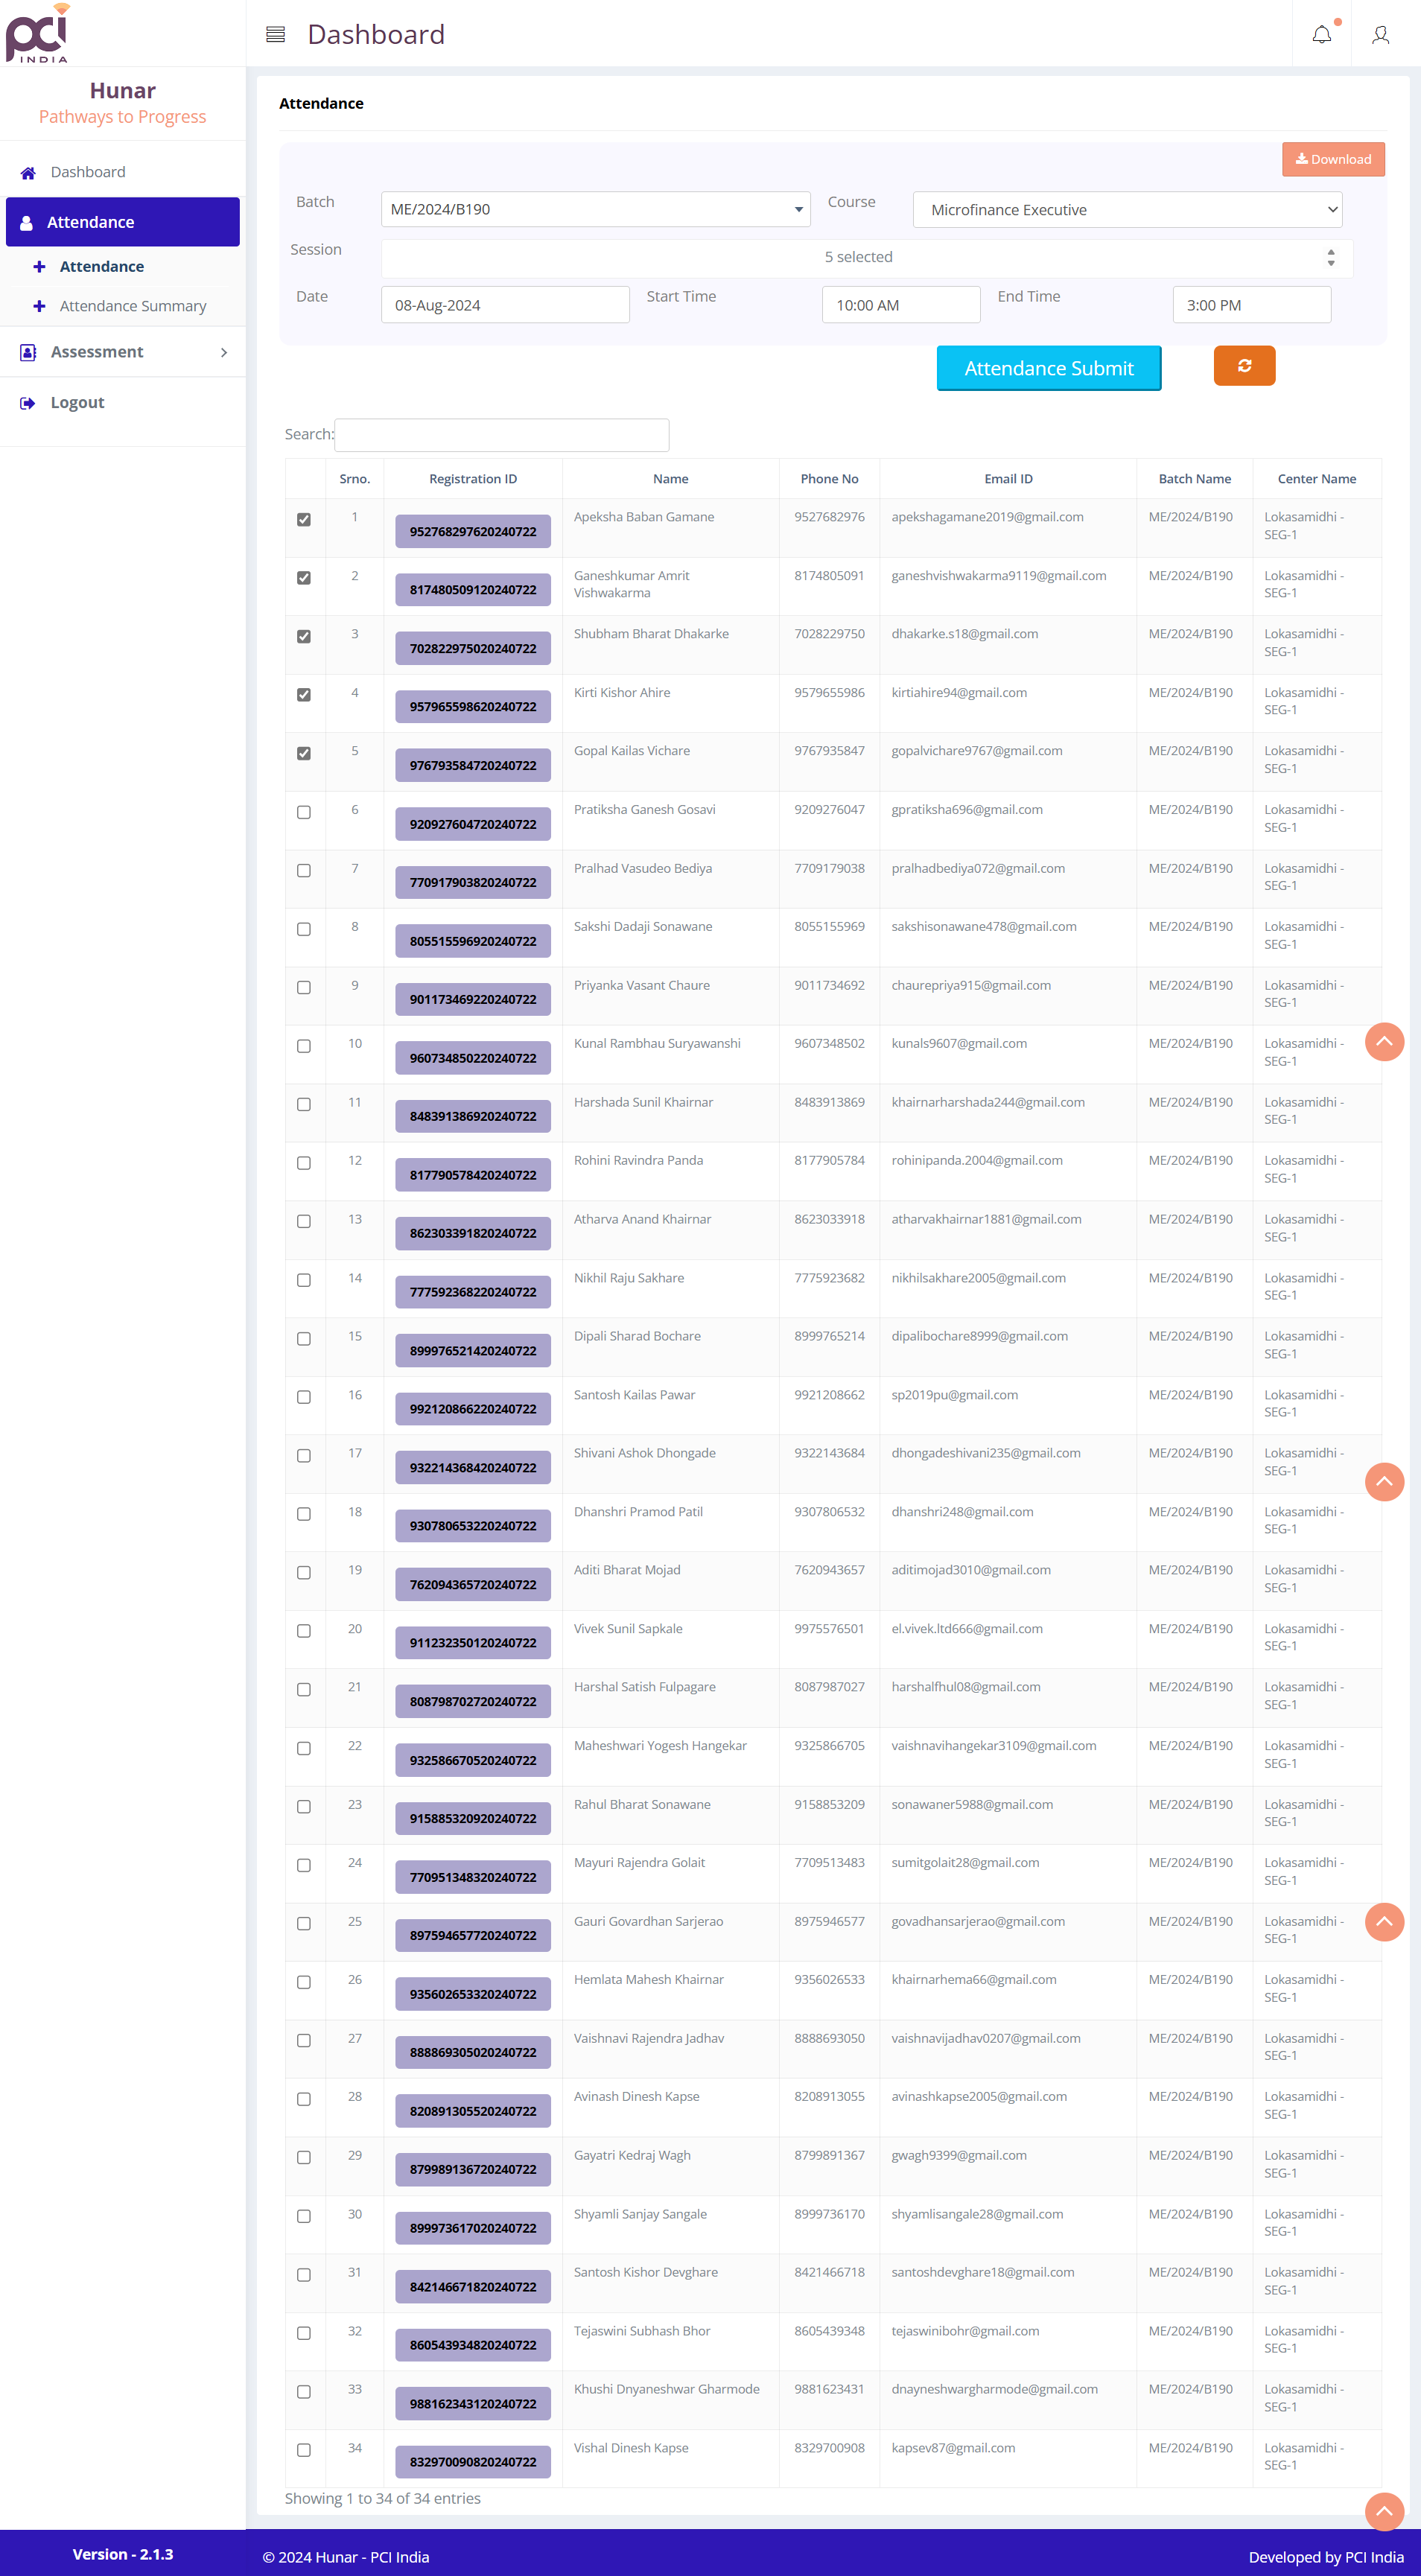 pci
INDIA
Dashboard
Hunar
Pathways to Progress
Dashboard
Attendance
Attendance
Attendance Summary
Assessment
Logout
Attendance
Download
Batch ME/2024/B190 Course Microfinance Executive
Session 5 selected
Date 08-Aug-2024 Start Time 10:00 AM End Time 3:00 PM
Attendance Submit
Search:
Srno. Registration ID Name Phone No Email ID Batch Name Center Name
1 952768297620240722 Apeksha Baban Gamane 9527682976 apekshagamane2019@gmail.com ME/2024/B190 Lokasamidhi -
SEG-1
2 817480509120240722 Ganeshkumar Amrit 8174805091 ganeshvishwakarma9119@gmail.com ME/2024/B190 Lokasamidhi -
Vishwakarma SEG-1
3 702822975020240722 Shubham Bharat Dhakarke 7028229750 dhakarke.s18@gmail.com ME/2024/B190 Lokasamidhi -
SEG-1
4 957965598620240722 Kirti Kishor Ahire 9579655986 kirtiahire94@gmail.com ME/2024/B190 Lokasamidhi -
SEG-1
5 976793584720240722 Gopal Kailas Vichare 9767935847 gopalvichare9767@gmail.com ME/2024/B190 Lokasamidhi -
SEG-1
6 920927604720240722 Pratiksha Ganesh Gosavi 9209276047 gpratiksha696@gmail.com ME/2024/B190 Lokasamidhi -
SEG-1
7 770917903820240722 Pralhad Vasudeo Bediya 7709179038 pralhadbediya072@gmail.com ME/2024/B190 Lokasamidhi -
SEG-1
8 805515596920240722 Sakshi Dadaji Sonawane 8055155969 sakshisonawane478@gmail.com ME/2024/B190 Lokasamidhi -
SEG-1
9 901173469220240722 Priyanka Vasant Chaure 9011734692 chaurepriya915@gmail.com ME/2024/B190 Lokasamidhi -
SEG-1
10 960734850220240722 Kunal Rambhau Suryawanshi 9607348502 kunals9607@gmail.com ME/2024/B190 Lokasamidhi -
SEG-1
11 848391386920240722 Harshada Sunil Khairnar 8483913869 khairnarharshada244@gmail.com ME/2024/B190 Lokasamidhi -
SEG-1
12 817790578420240722 Rohini Ravindra Panda 8177905784 rohinipanda.2004@gmail.com ME/2024/B190 Lokasamidhi -
SEG-1
13 862303391820240722 Atharva Anand Khairnar 8623033918 atharvakhairnar1881@gmail.com ME/2024/B190 Lokasamidhi -
SEG-1
14 777592368220240722 Nikhil Raju Sakhare 7775923682 nikhilsakhare2005@gmail.com ME/2024/B190 Lokasamidhi -
SEG-1
15 899976521420240722 Dipali Sharad Bochare 8999765214 dipalibochare8999@gmail.com ME/2024/B190 Lokasamidhi -
SEG-1
16 992120866220240722 Santosh Kailas Pawar 9921208662 sp2019pu@gmail.com ME/2024/B190 Lokasamidhi -
SEG-1
17 932214368420240722 Shivani Ashok Dhongade 9322143684 dhongadeshivani235@gmail.com ME/2024/B190 Lokasamidhi -
SEG-1
18 930780653220240722 Dhanshri Pramod Patil 9307806532 dhanshri248@gmail.com ME/2024/B190 Lokasamidhi -
SEG-1
19 762094365720240722 Aditi Bharat Mojad 7620943657 aditimojad3010@gmail.com ME/2024/B190 Lokasamidhi -
SEG-1
20 911232350120240722 Vivek Sunil Sapkale 9975576501 el.vivek.ltd666@gmail.com ME/2024/B190 Lokasamidhi -
SEG-1
21 808798702720240722 Harshal Satish Fulpagare 8087987027 harshalfhul08@gmail.com ME/2024/B190 Lokasamidhi -
SEG-1
22 932586670520240722 Maheshwari Yogesh Hangekar 9325866705 vaishnavihangekar3109@gmail.com ME/2024/B190 Lokasamidhi -
SEG-1
23 915885320920240722 Rahul Bharat Sonawane 9158853209 sonawaner5988@gmail.com ME/2024/B190 Lokasamidhi -
SEG-1
24 770951348320240722 Mayuri Rajendra Golait 7709513483 sumitgolait28@gmail.com ME/2024/B190 Lokasamidhi -
SEG-1
25 897594657720240722 Gauri Govardhan Sarjerao 8975946577 govadhansarjerao@gmail.com ME/2024/B190 Lokasamidhi -
SEG-1
26 935602653320240722 Hemlata Mahesh Khairnar 9356026533 khairnarhema66@gmail.com ME/2024/B190 Lokasamidhi -
SEG-1
27 888869305020240722 Vaishnavi Rajendra Jadhav 8888693050 vaishnavijadhav0207@gmail.com ME/2024/B190 Lokasamidhi -
SEG-1
28 820891305520240722 Avinash Dinesh Kapse 8208913055 avinashkapse2005@gmail.com ME/2024/B190 Lokasamidhi -
SEG-1
29 879989136720240722 Gayatri Kedraj Wagh 8799891367 gwagh9399@gmail.com ME/2024/B190 Lokasamidhi -
SEG-1
30 899973617020240722 Shyamli Sanjay Sangale 8999736170 shyamlisangale28@gmail.com ME/2024/B190 Lokasamidhi -
SEG-1
31 842146671820240722 Santosh Kishor Devghare 8421466718 santoshdevghare18@gmail.com ME/2024/B190 Lokasamidhi -
SEG-1
32 860543934820240722 Tejaswini Subhash Bhor 8605439348 tejaswinibohr@gmail.com ME/2024/B190 Lokasamidhi -
SEG-1
33 988162343120240722 Khushi Dnyaneshwar Gharmode 9881623431 dnayneshwargharmode@gmail.com ME/2024/B190 Lokasamidhi -
SEG-1
34 832970090820240722 Vishal Dinesh Kapse 8329700908 kapsev87@gmail.com ME/2024/B190 Lokasamidhi -
SEG-1
Showing 1 to 34 of 34 entries
Version - 2.1.3 © 2024 Hunar - PCI India Developed by PCI India